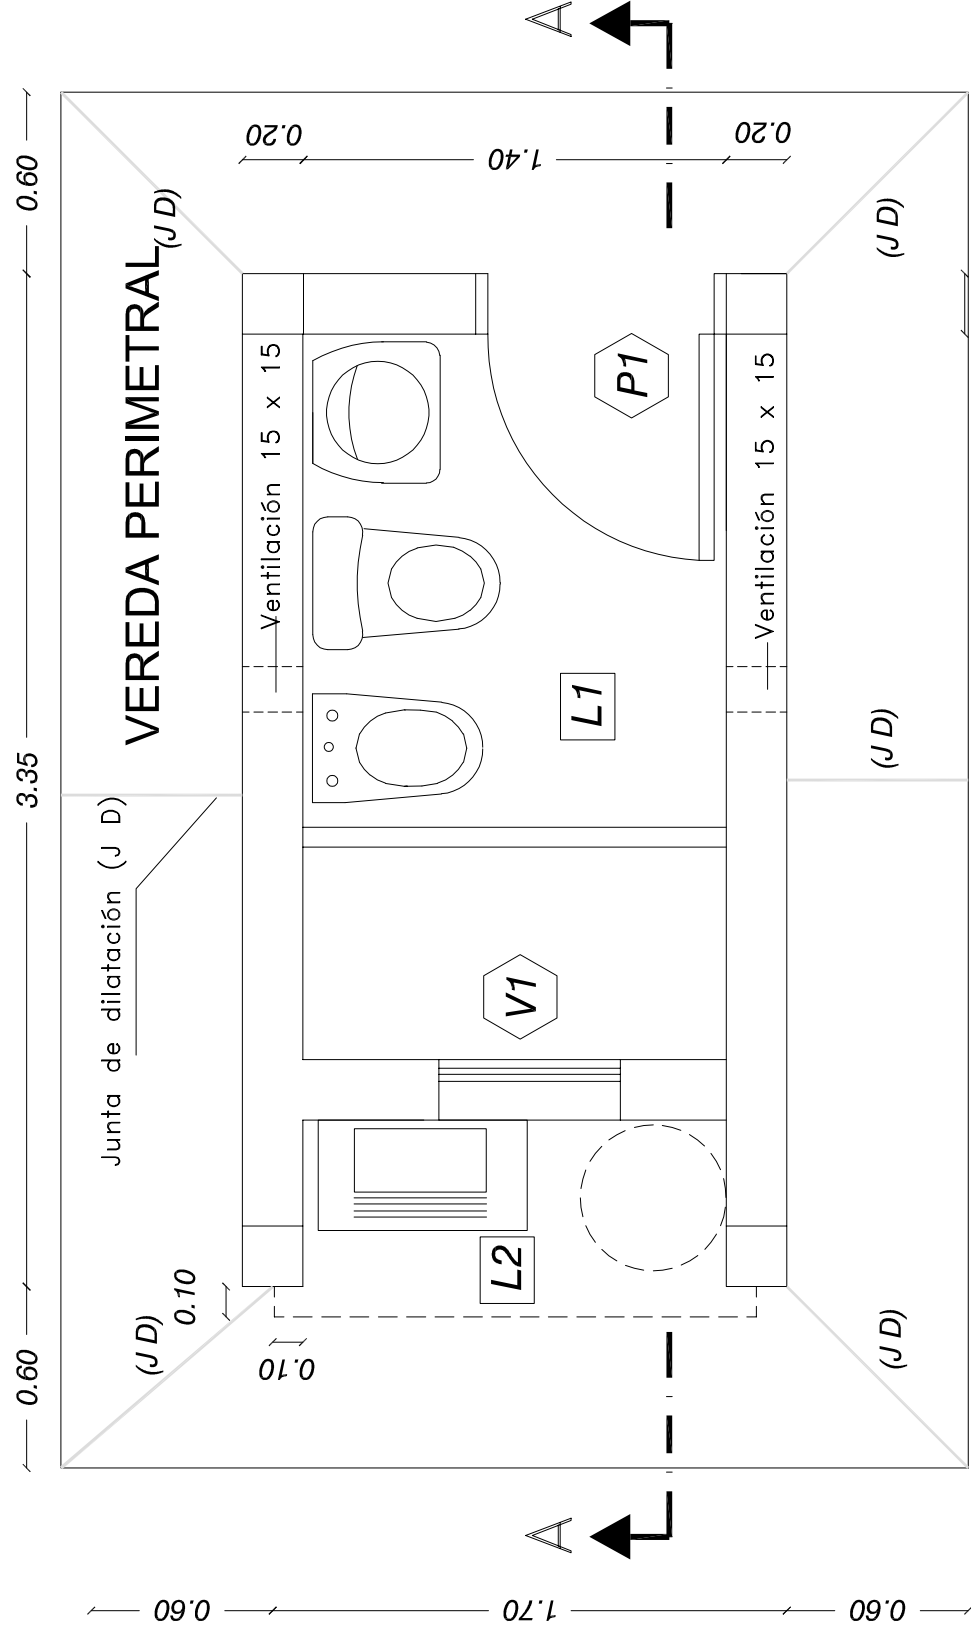 A
A
0.60
3.35
0.60
0.20
1.40
0.20
VEREDA PERIMETRAL
(J D)
(J D)
Ventilación 15 x 15
P1
Ventilación 15 x 15
L1
(J D)
Junta de dilatación (J D)
V1
L2
0.10
0.10
(J D)
(J D)
0.60
1.70
0.60